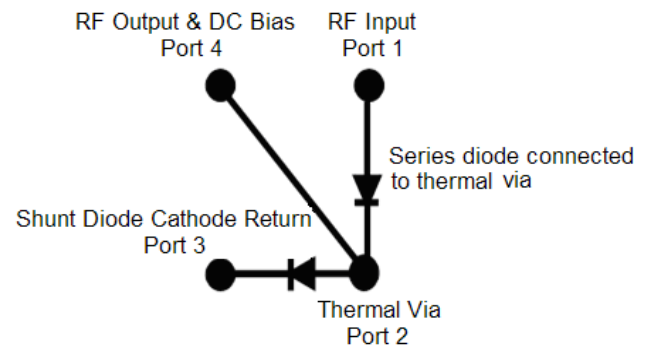 RF Output & DC Bias
Port 4
RF Input
Port 1
Series diode connected
to thermal via
Shunt Diode Cathode Return
Port 3
Thermal Via
Port 2